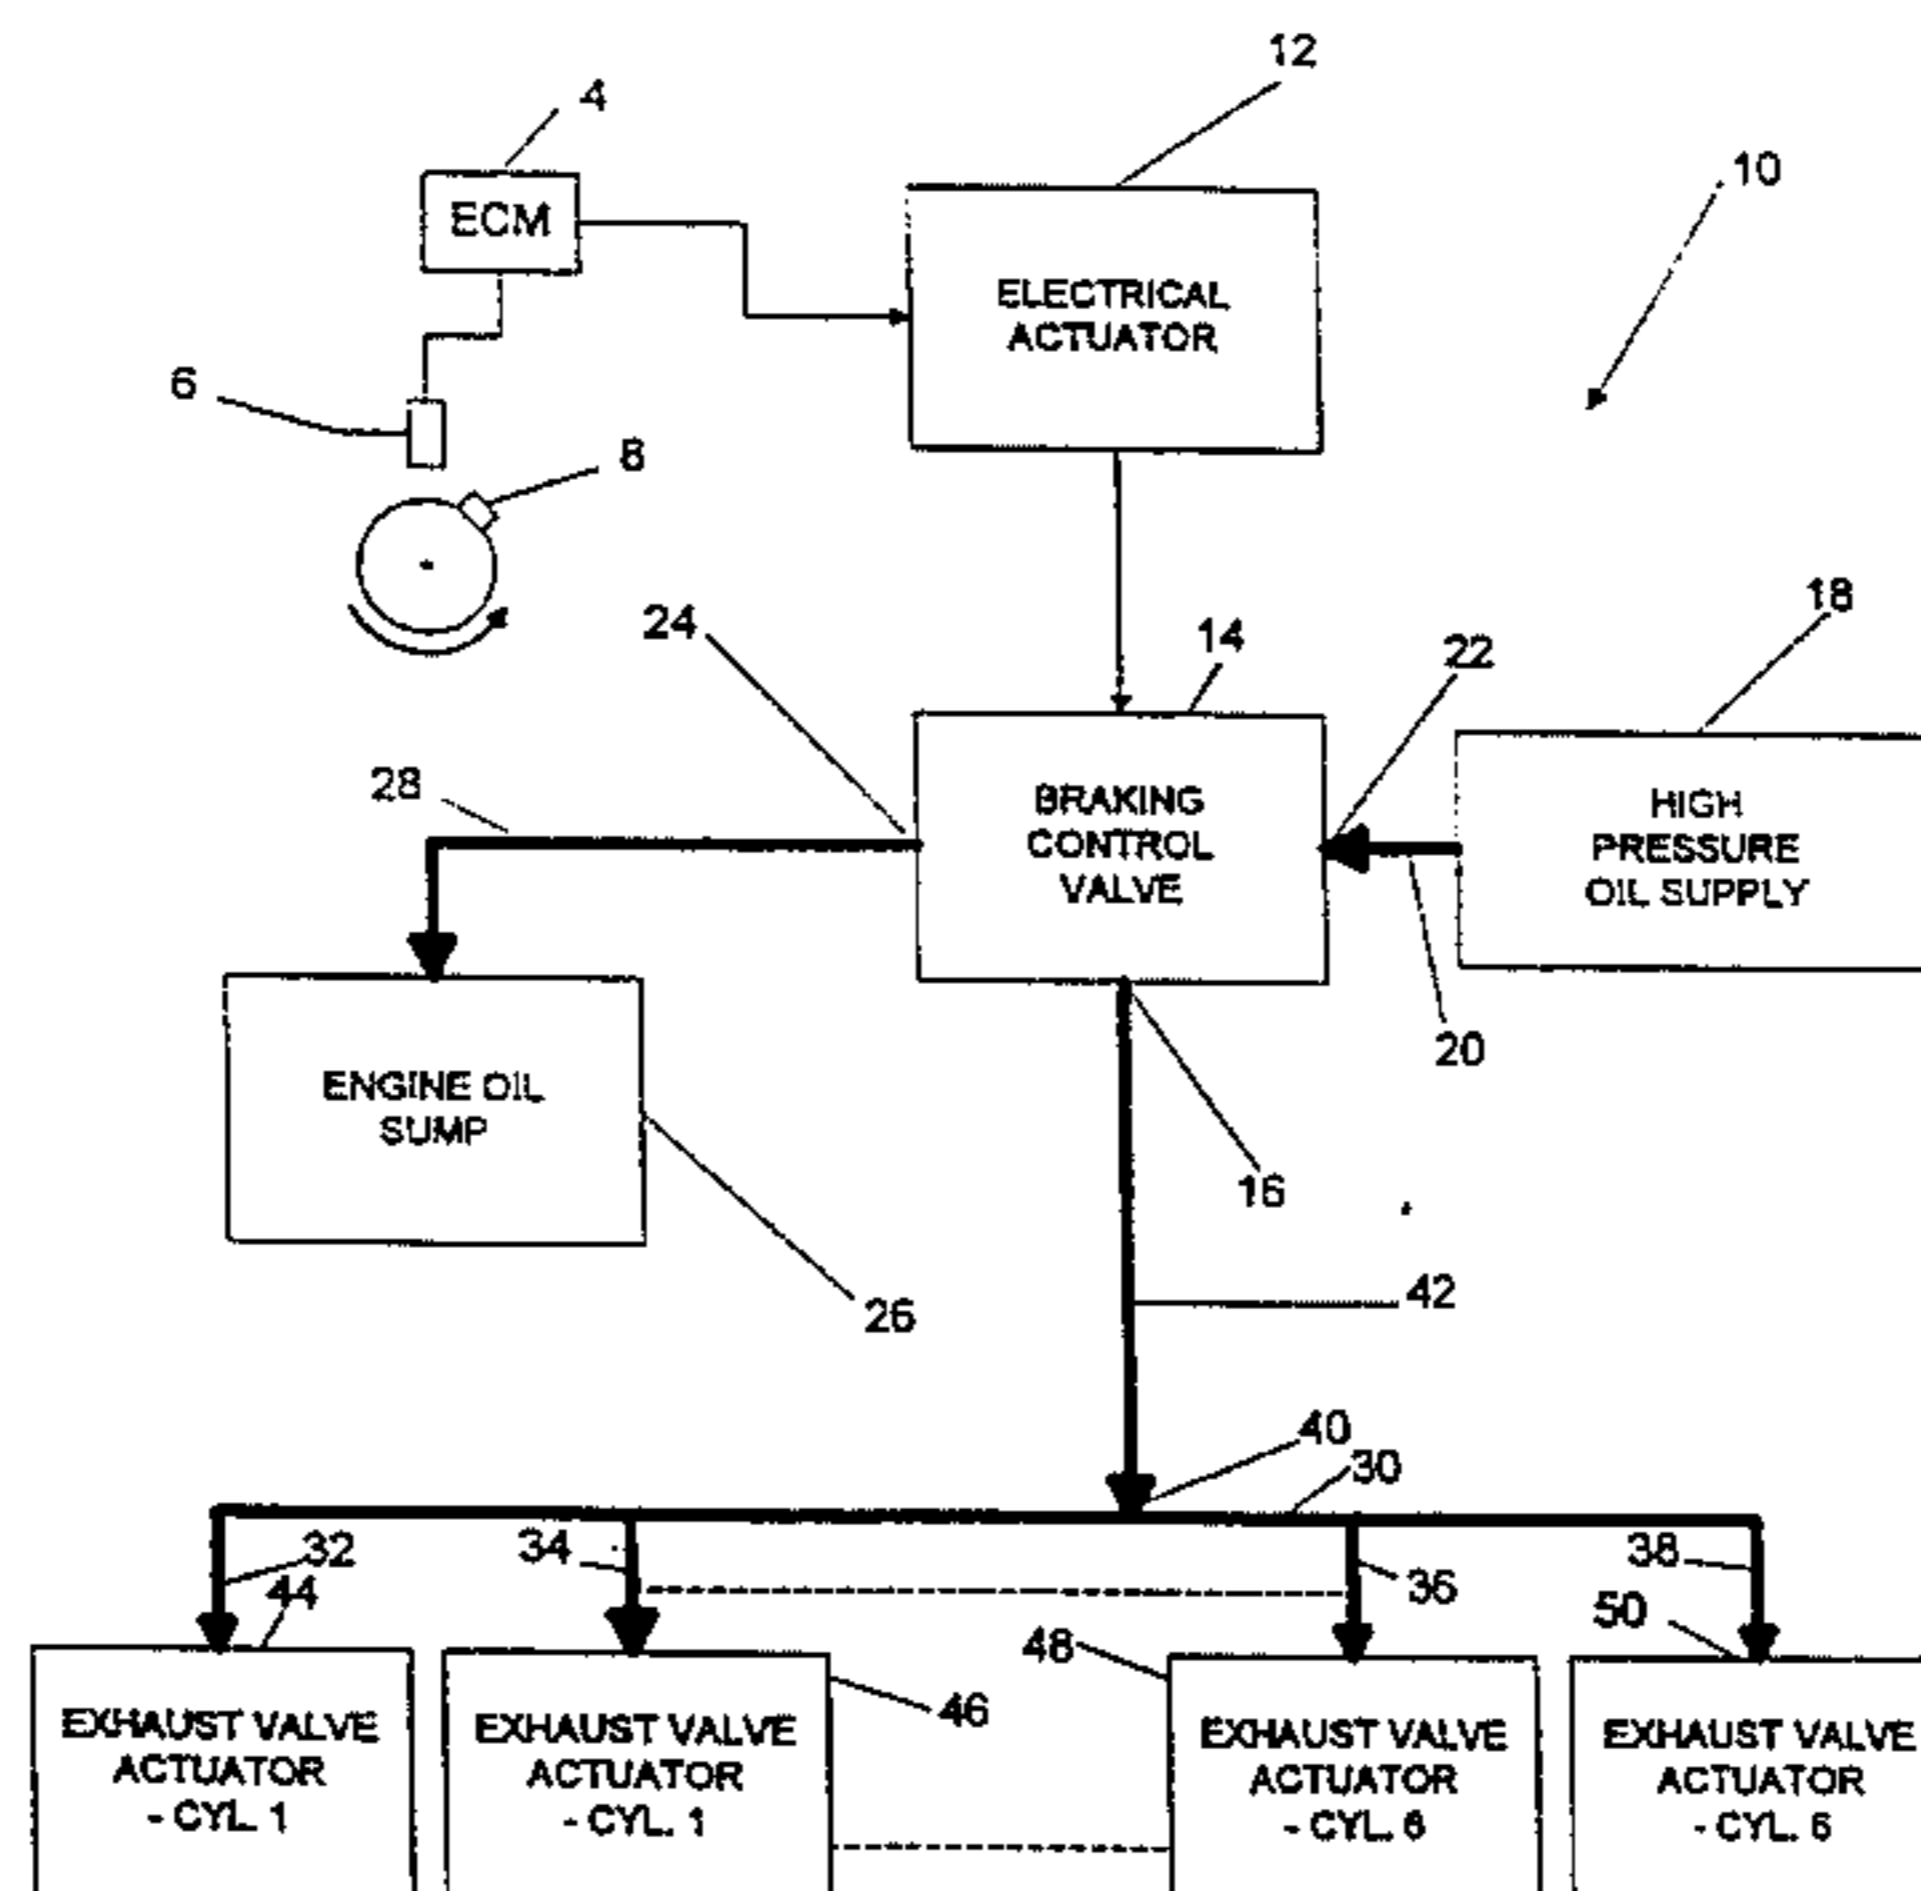 12
4
10
ECM
ELECTRICAL
ACTUATOR
6
8
18
24
14
22
28
BRAKING
CONTROL
VALVE
HIGH
PRESSURE
OIL SUPPLY
20
ENGINE OIL
SUMP
16
26
42
40
30
32
34
36
38
44
50
48
46
EXHAUST VALVE
ACTUATOR
- CYL. 1
EXHAUST VALVE
ACTUATOR
- CYL. 1
EXHAUST VALVE
ACTUATOR
- CYL. 6
EXHAUST VALVE
ACTUATOR
- CYL. 6